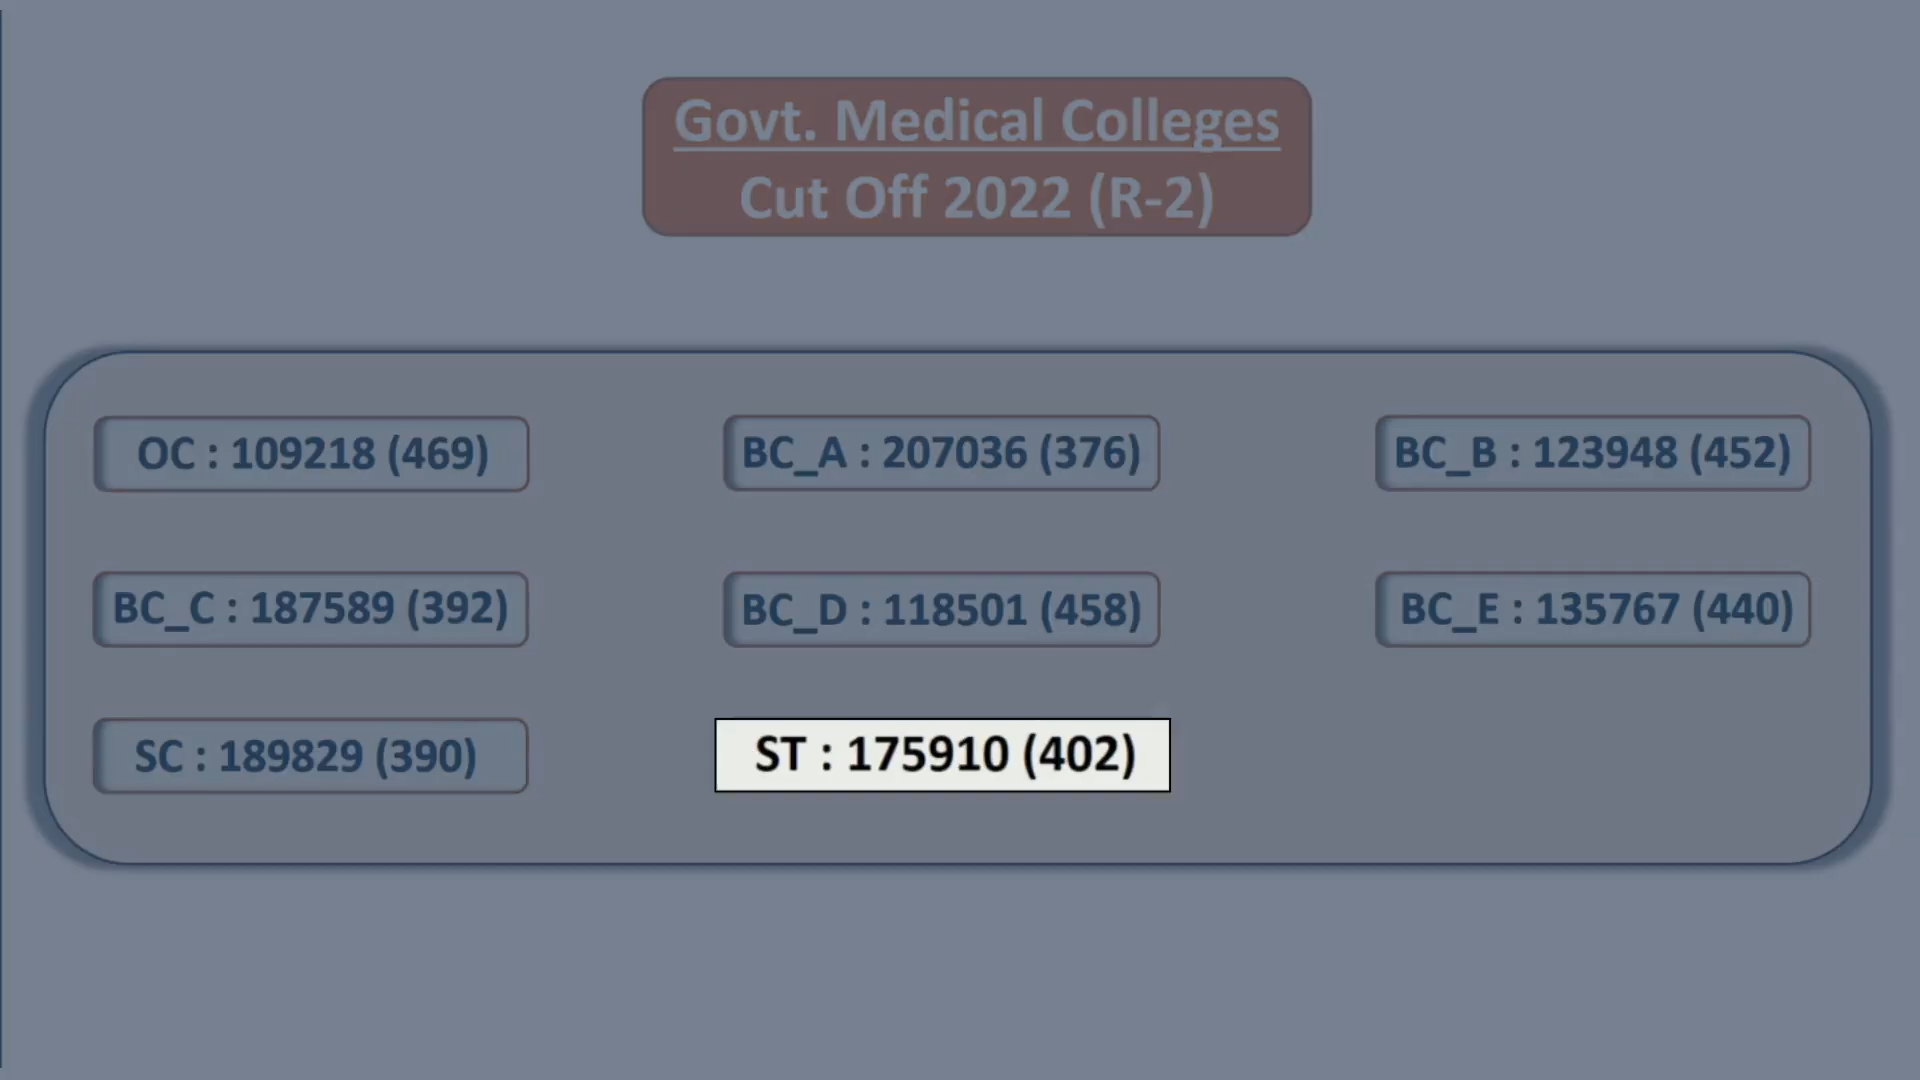 Govt. Medical Colleges
Cut Off 2022 (R-2)
OC : 109218 (469)
BC_A : 207036 (376)
BC_B : 123948 (452)
BC_C : 187589 (392)
BC_D : 118501 (458)
BC_E : 135767 (440)
SC : 189829 (390)
ST : 175910 (402)